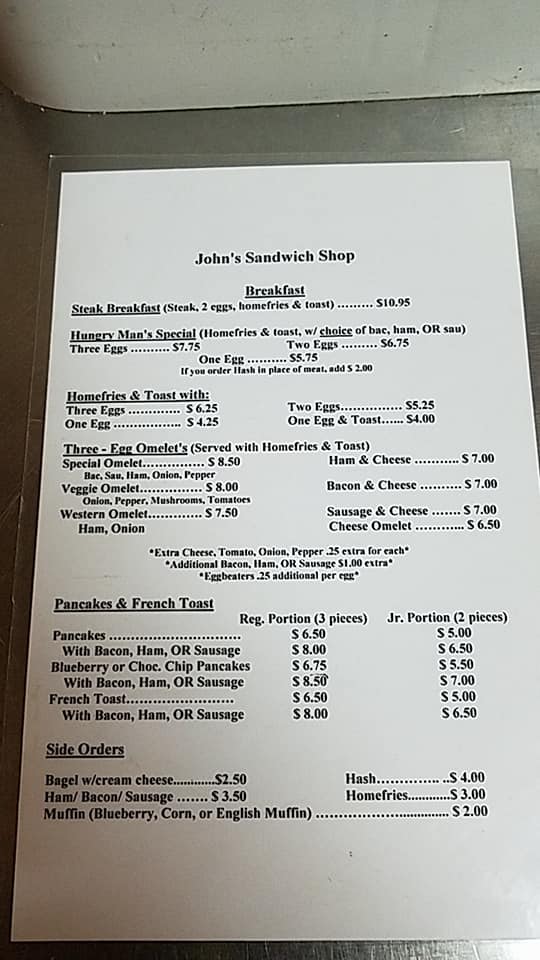 John's Sandwich Shop
Breakfast
Steak Breakfast (Steak, 2 eggs, homefries & toast) ......... $10.95
Hungry Man's Special (Homefries & toast, w/ choice of bac, ham, OR sau)
Three Eggs ........... $7.75 Two Eggs ......... $6.75
One Egg .......... $5.75
If you order Hash in place of meat, add $ 2.00
Homefries & Toast with:
Three Eggs ............. $ 6.25 Two Eggs............... $5.25
One Egg ................. $ 4.25 One Egg & Toast...... $4.00
Three - Egg Omelet's (Served with Homefries & Toast)
Special Omelet............... $ 8.50 Ham & Cheese ........... $ 7.00
Bac, Sau, Ham, Onion, Pepper
Veggie Omelet............... $ 8.00 Bacon & Cheese .......... $ 7.00
Onion, Pepper, Mushrooms, Tomatoes
Western Omelet............. $ 7.50 Sausage & Cheese ....... $ 7.00
Ham, Onion Cheese Omelet ............ $ 6.50
*Extra Cheese, Tomato, Onion, Pepper .25 extra for each*
*Additional Bacon, Ham, OR Sausage $1.00 extra*
*Eggbeaters .25 additional per egg*
Pancakes & French Toast
Reg. Portion (3 pieces) Jr. Portion (2 pieces)
Pancakes ............................... $ 6.50 $ 5.00
With Bacon, Ham, OR Sausage $ 8.00 $ 6.50
Blueberry or Choc. Chip Pancakes $ 6.75 $ 5.50
With Bacon, Ham, OR Sausage $ 8.50 $ 7.00
French Toast......................... $ 6.50 $ 5.00
With Bacon, Ham, OR Sausage $ 8.00 $ 6.50
Side Orders
Bagel w/cream cheese............$2.50 Hash.............. ..$ 4.00
Ham/ Bacon/ Sausage ....... $ 3.50 Homefries............$ 3.00
Muffin (Blueberry, Corn, or English Muffin) .................................. $ 2.00